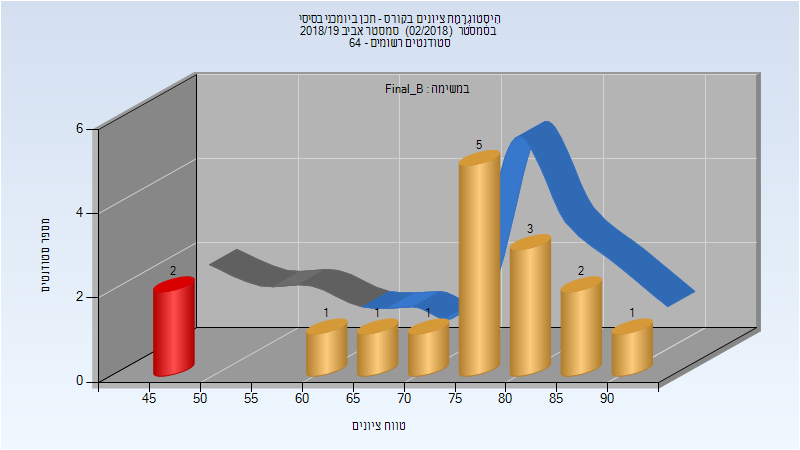 היסטוגרמת ציונים בקורס - תכן ביומכני בסיסי
בסמסטר (02/2018) סמסטר אביב 2018/19
סטודנטים רשומים - 64
במשימה : Final_B
מספר סטודנטים
6
4
2
0
2
1
1
1
5
3
2
1
45 50 55 60 65 70 75 80 85 90
טווח ציונים